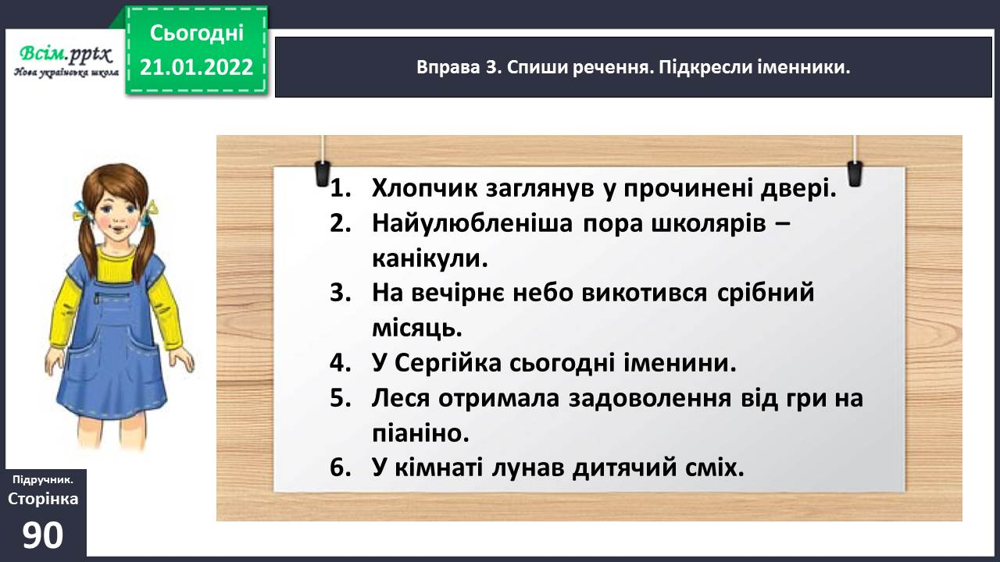 Всім.pptx
Нова українська школа
Сьогодні
21.01.2022
Вправа 3. Спиши речення. Підкресли іменники.
1. Хлопчик заглянув у прочинені двері.
2. Найулюбленіша пора школярів –
канікули.
3. На вечірнє небо викотився срібний
місяць.
4. У Сергійка сьогодні іменини.
5. Леся отримала задоволення від гри на
піаніно.
6. У кімнаті лунав дитячий сміх.
Підручник.
Сторінка
90